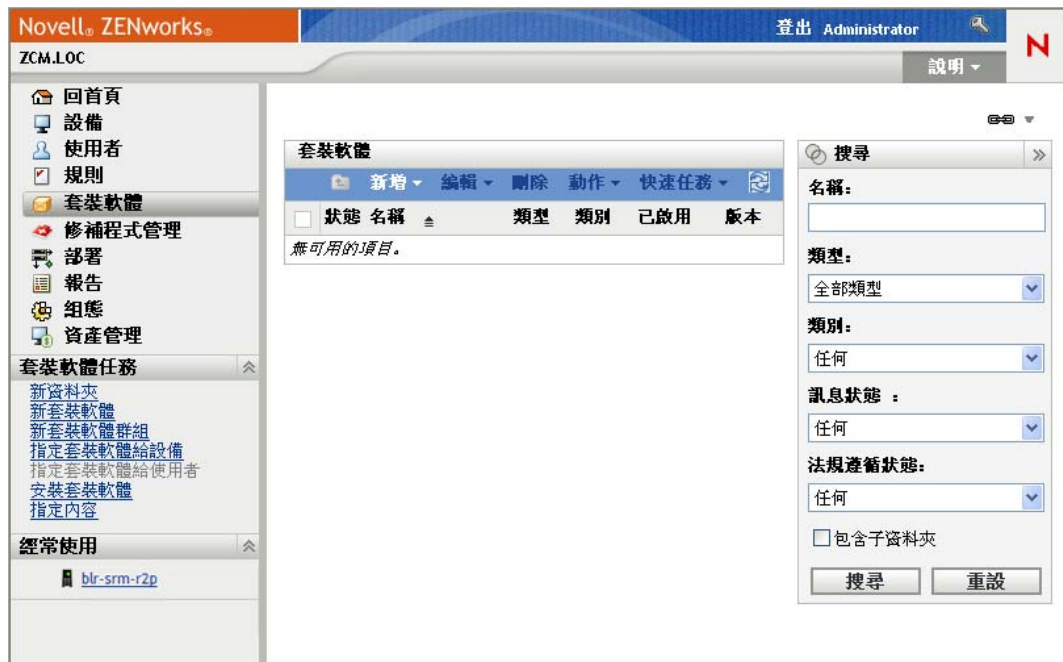 Novell® ZENworks®
登出 Administrator
N
ZCM.LOC
說明
回首頁
設備
使用者
規則
套裝軟體
修補程式管理
部署
報告
組態
資產管理
套裝軟體任務
新資料夾
新套裝軟體
新套裝軟體群組
指定套裝軟體給設備
指定套裝軟體給使用者
安裝套裝軟體
指定內容
經常使用
blr-srm-r2p
套裝軟體
新增 編輯 刪除 動作 快速任務
狀態 名稱 類型 類別 已啟用 版本
無可用的項目。
搜尋
名稱:
類型:
全部類型
類別:
任何
訊息狀態 :
任何
法規遵循狀態:
任何
包含子資料夾
搜尋 重設